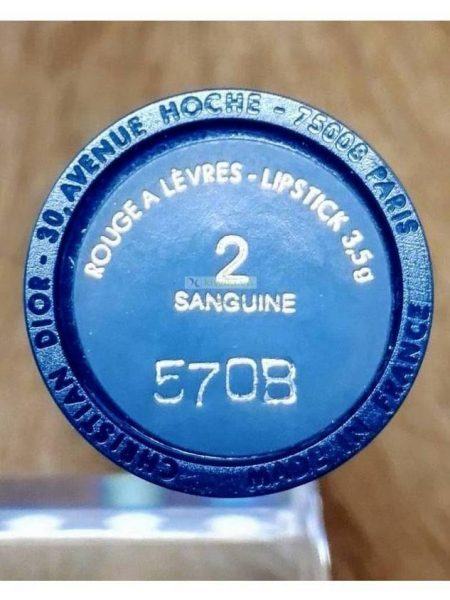 CHRISTIAN DIOR - 30, AVENUE HOCHE - 75008 PARIS
MADE IN FRANCE
ROUGE A LÈVRES - LIPSTICK 3,5g
2
SANGUINE
570B